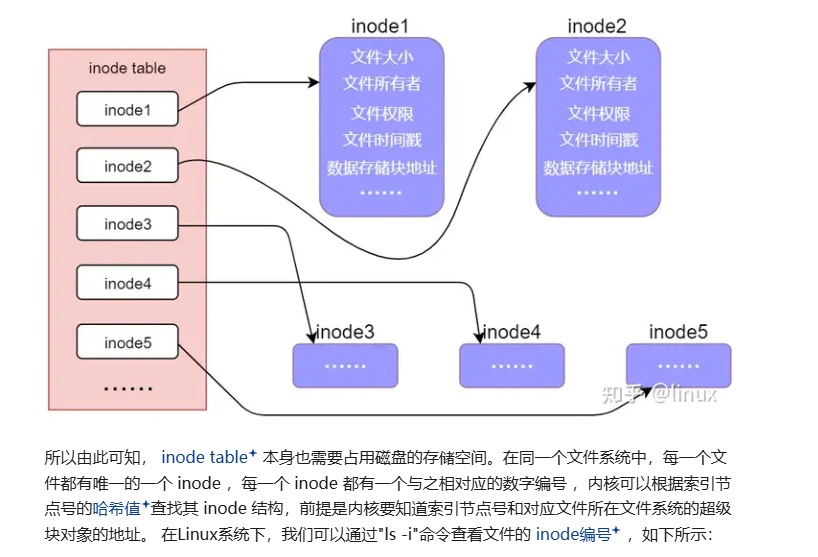 inode1
inode2
inode table
文件大小
文件所有者
文件权限
文件时间戳
数据存储块地址
······
文件大小
文件所有者
文件权限
文件时间戳
数据存储块地址
······
inode1
inode2
inode3
inode4
inode5
······
inode3
inode4
inode5
······
······
······
知乎 @linux
所以由此可知， inode table 本身也需要占用磁盘的存储空间。在同一个文件系统中，每一个文
件都有唯一的一个 inode ，每一个 inode 都有一个与之相对应的数字编号 ，内核可以根据索引节
点号的哈希值查找其 inode 结构，前提是内核要知道索引节点号和对应文件所在文件系统的超级
块对象的地址。 在Linux系统下，我们可以通过"ls -i"命令查看文件的 inode编号 ，如下所示：